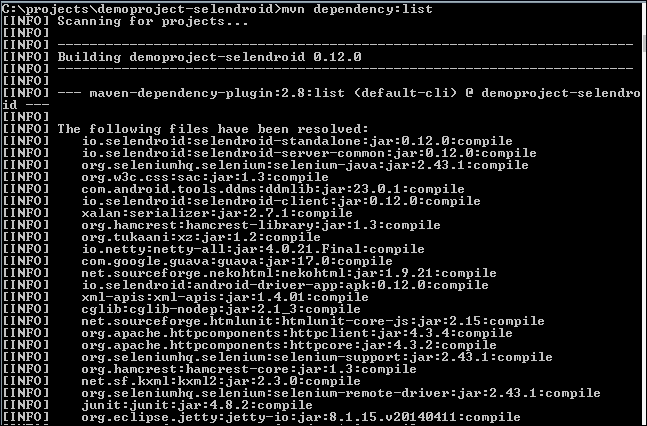 C:\projects\demoproject-selendroid>mvn dependency:list
[INFO] Scanning for projects...
[INFO]
[INFO] ------------------------------------------------------------------------
[INFO] Building demoproject-selendroid 0.12.0
[INFO] ------------------------------------------------------------------------
[INFO]
[INFO] --- maven-dependency-plugin:2.8:list (default-cli) @ demoproject-selendro
id ---
[INFO]
[INFO] The following files have been resolved:
[INFO]    io.selendroid:selendroid-standalone:jar:0.12.0:compile
[INFO]    io.selendroid:selendroid-server-common:jar:0.12.0:compile
[INFO]    org.seleniumhq.selenium:selenium-java:jar:2.43.1:compile
[INFO]    org.w3c.css:sac:jar:1.3:compile
[INFO]    com.android.tools.ddms:ddmlib:jar:23.0.1:compile
[INFO]    io.selendroid:selendroid-client:jar:0.12.0:compile
[INFO]    xalan:serializer:jar:2.7.1:compile
[INFO]    org.hamcrest:hamcrest-library:jar:1.3:compile
[INFO]    org.tukaani:xz:jar:1.2:compile
[INFO]    io.netty:netty-all:jar:4.0.21.Final:compile
[INFO]    com.google.guava:guava:jar:17.0:compile
[INFO]    net.sourceforge.nekohtml:nekohtml:jar:1.9.21:compile
[INFO]    io.selendroid:android-driver-app:apk:0.12.0:compile
[INFO]    xml-apis:xml-apis:jar:1.4.01:compile
[INFO]    cglib:cglib-nodep:jar:2.1_3:compile
[INFO]    net.sourceforge.htmlunit:htmlunit-core-js:jar:2.15:compile
[INFO]    org.apache.httpcomponents:httpclient:jar:4.3.4:compile
[INFO]    org.apache.httpcomponents:httpcore:jar:4.3.2:compile
[INFO]    org.seleniumhq.selenium:selenium-support:jar:2.43.1:compile
[INFO]    org.hamcrest:hamcrest-core:jar:1.3:compile
[INFO]    net.sf.kxml:kxml2:jar:2.3.0:compile
[INFO]    org.seleniumhq.selenium:selenium-remote-driver:jar:2.43.1:compile
[INFO]    junit:junit:jar:4.8.2:compile
[INFO]    org.eclipse.jetty:jetty-io:jar:8.1.15.v20140411:compile